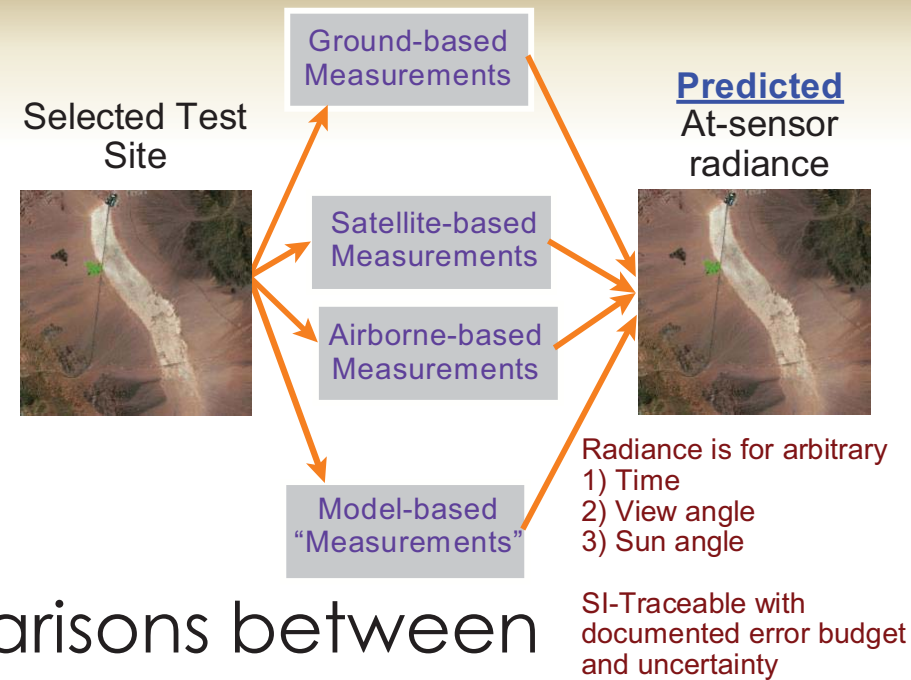 Ground-based
Measurements
Selected Test
Site
Predicted
At-sensor
radiance
Satellite-based
Measurements
Airborne-based
Measurements
Model-based
“Measurements”
Radiance is for arbitrary
1) Time
2) View angle
3) Sun angle
SI-Traceable with
documented error budget
and uncertainty
arisons between